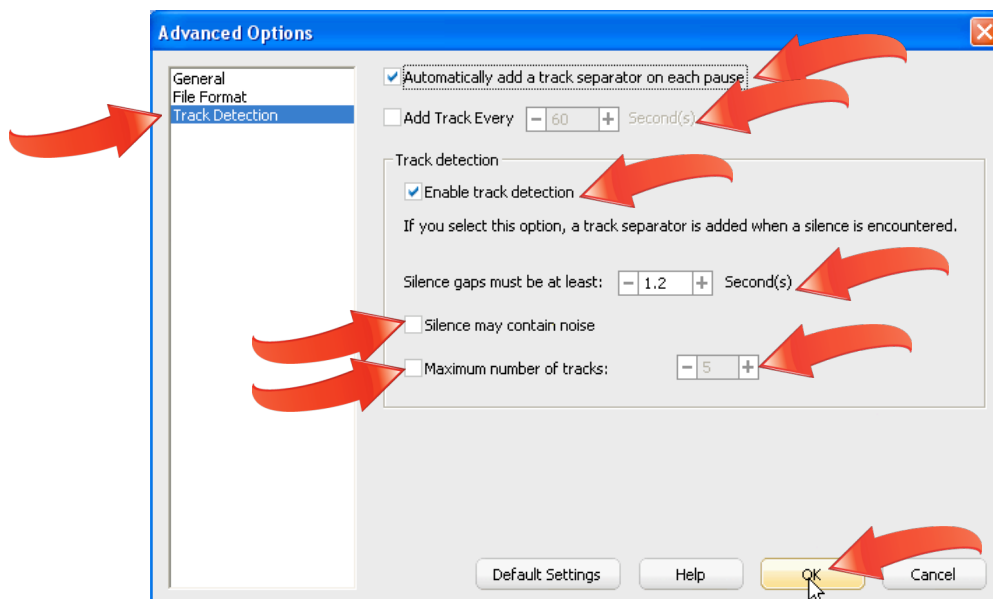 Advanced Options
General
File Format
Track Detection
Automatically add a track separator on each pause
Add Track Every - 60 + Second(s)
Track detection
Enable track detection
If you select this option, a track separator is added when a silence is encountered.
Silence gaps must be at least: - 1.2 + Second(s)
Silence may contain noise
Maximum number of tracks: - 5 +
Default Settings Help OK Cancel